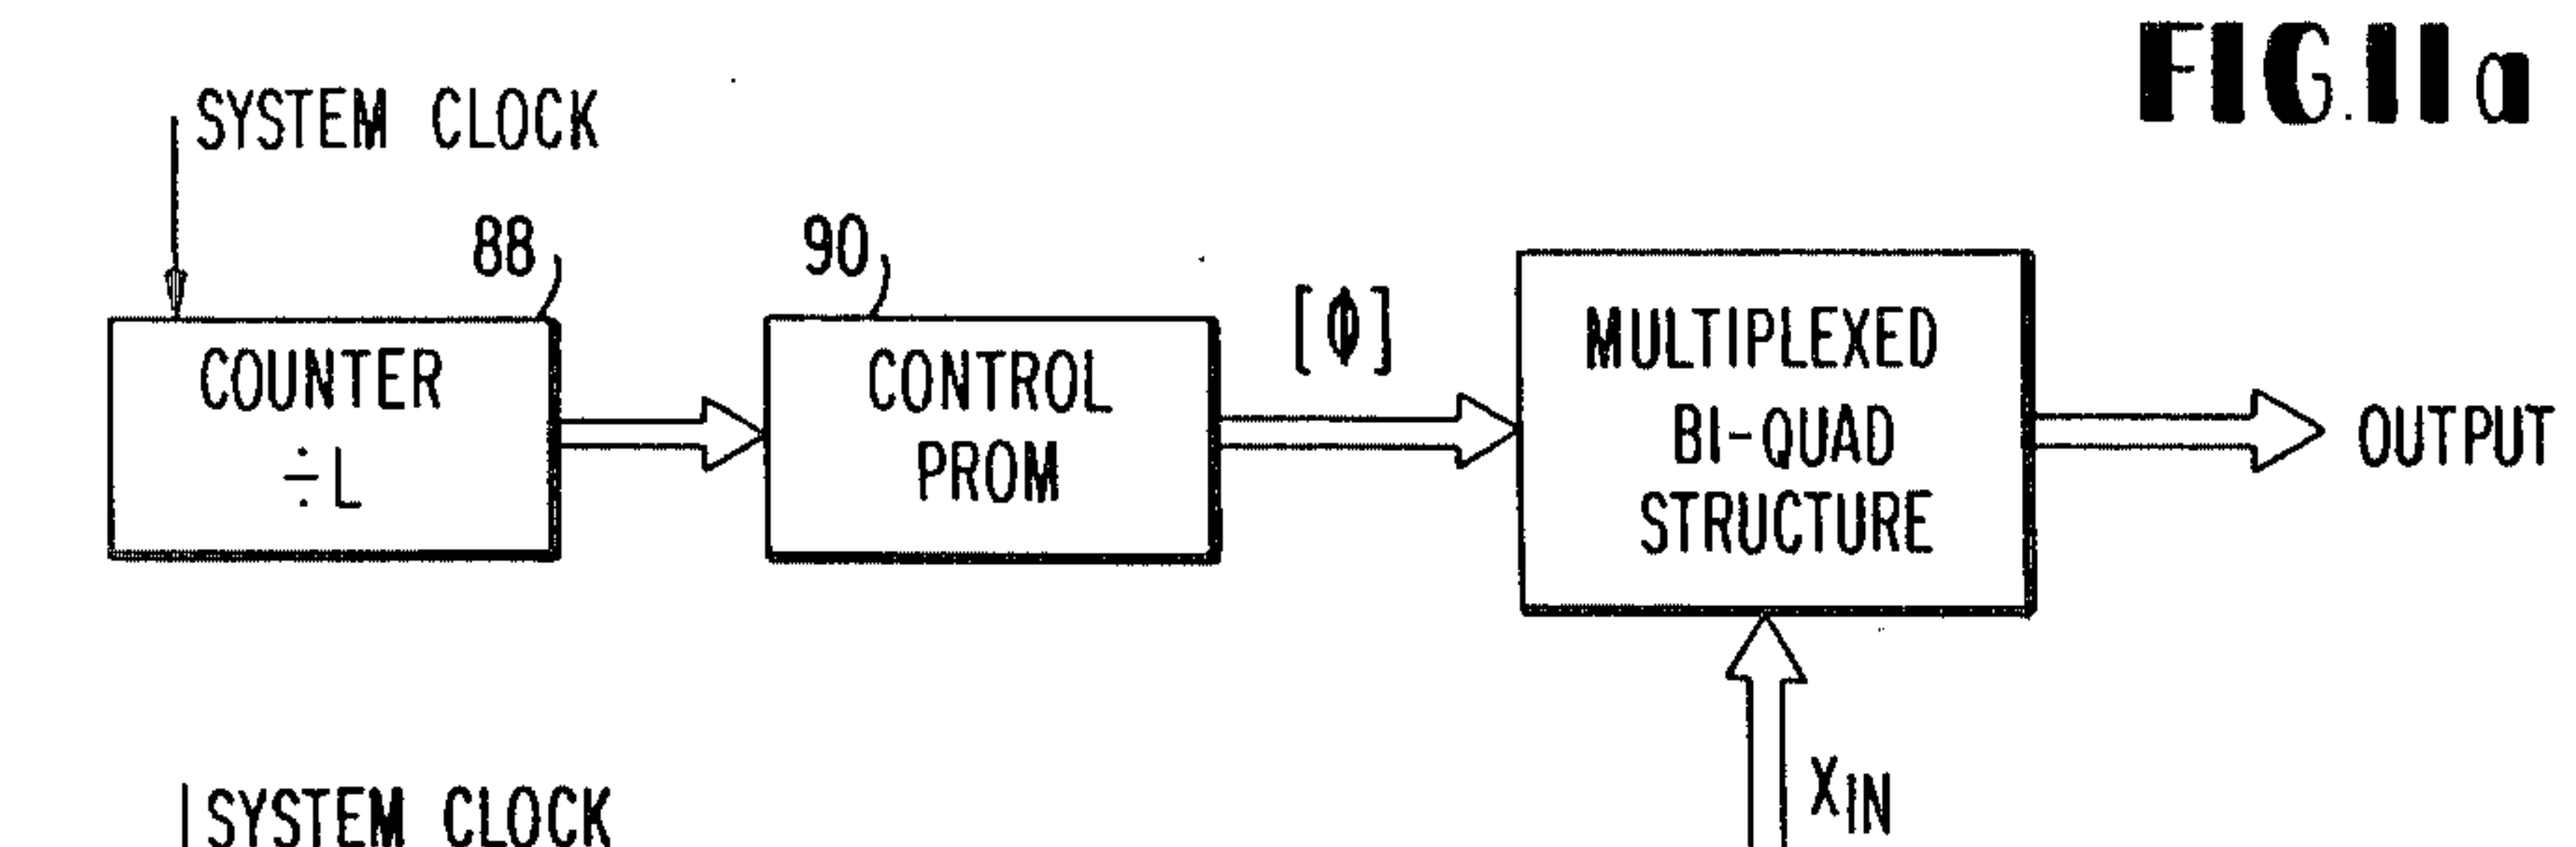 FIG.11a
SYSTEM CLOCK
88
90
COUNTER
÷L
CONTROL
PROM
[Φ]
MULTIPLEXED
BI-QUAD
STRUCTURE
OUTPUT
XIN
SYSTEM CLOCK